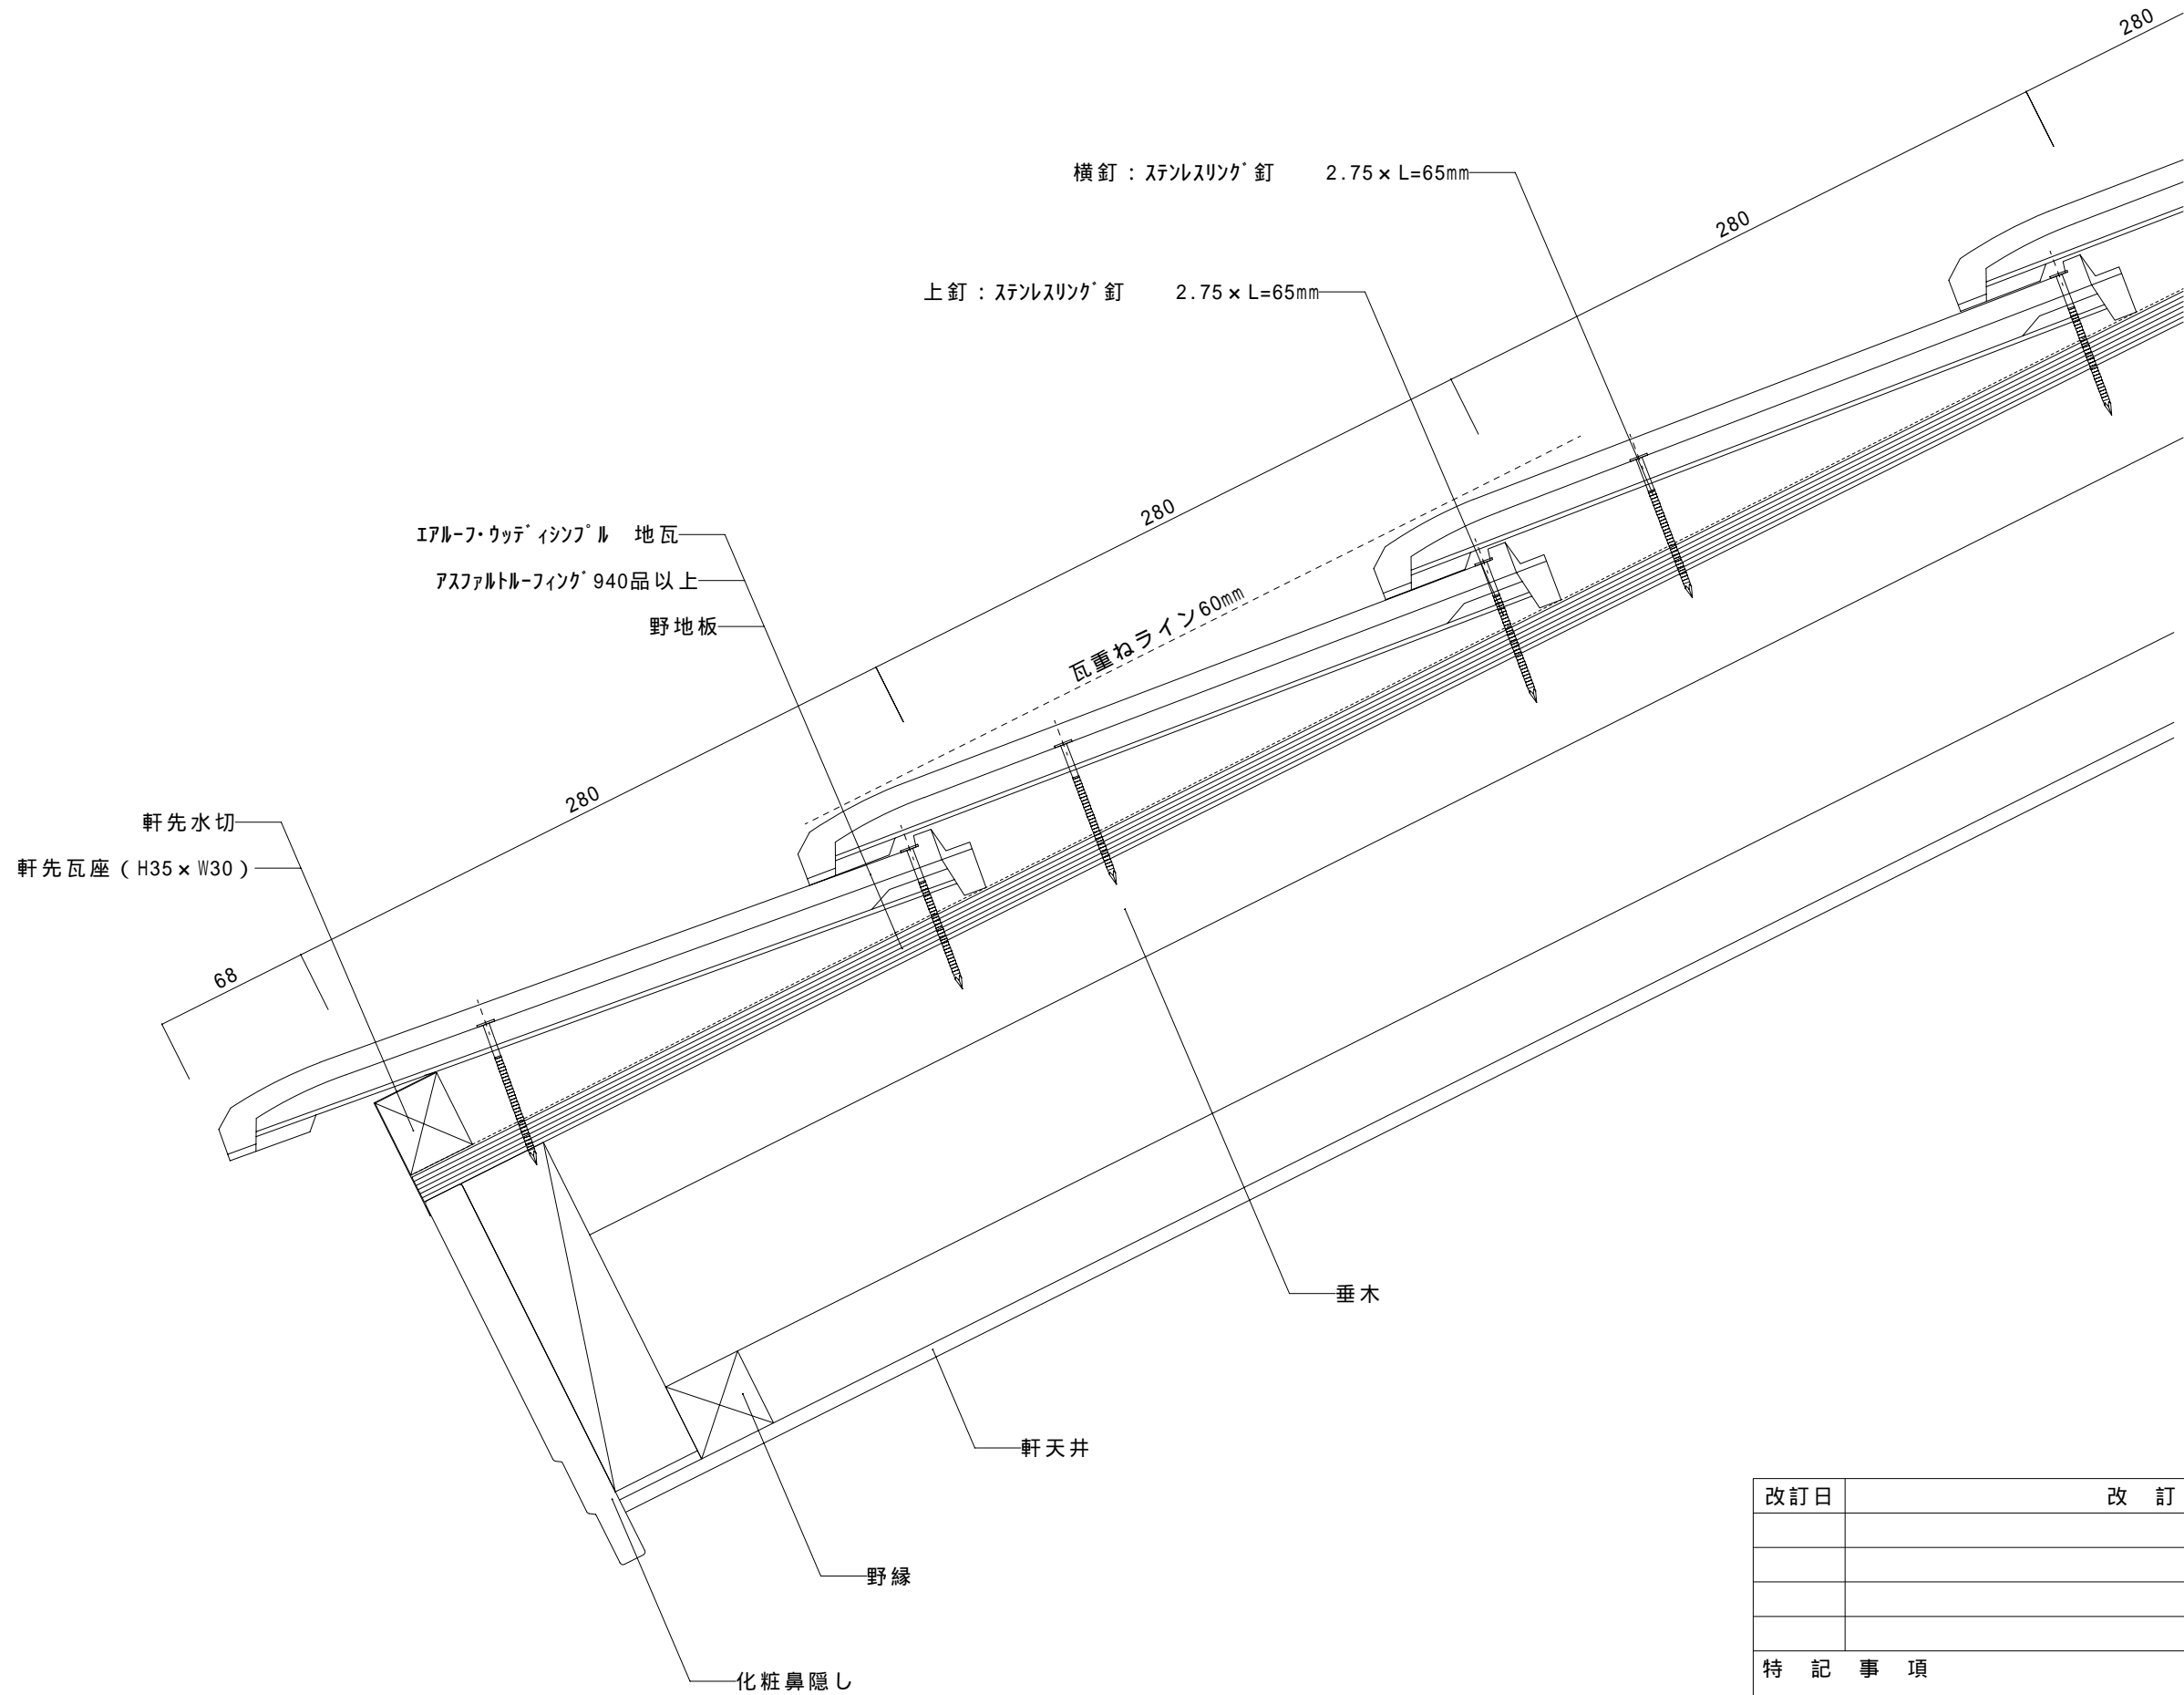 280
横釘：ｽﾃﾝﾚｽﾘﾝｸﾞ釘　2.75×L=65mm
280
上釘：ｽﾃﾝﾚｽﾘﾝｸﾞ釘　2.75×L=65mm
280
ｴｱﾙｰﾌ･ｳｯﾃﾞｨｼﾝﾌﾟﾙ　地瓦
ｱｽﾌｧﾙﾄﾙｰﾌｨﾝｸﾞ940品以上
野地板
瓦重ねライン60mm
280
軒先水切
軒先瓦座（H35×W30）
68
垂木
軒天井
野縁
化粧鼻隠し
改訂日　改　訂
特　記　事　項